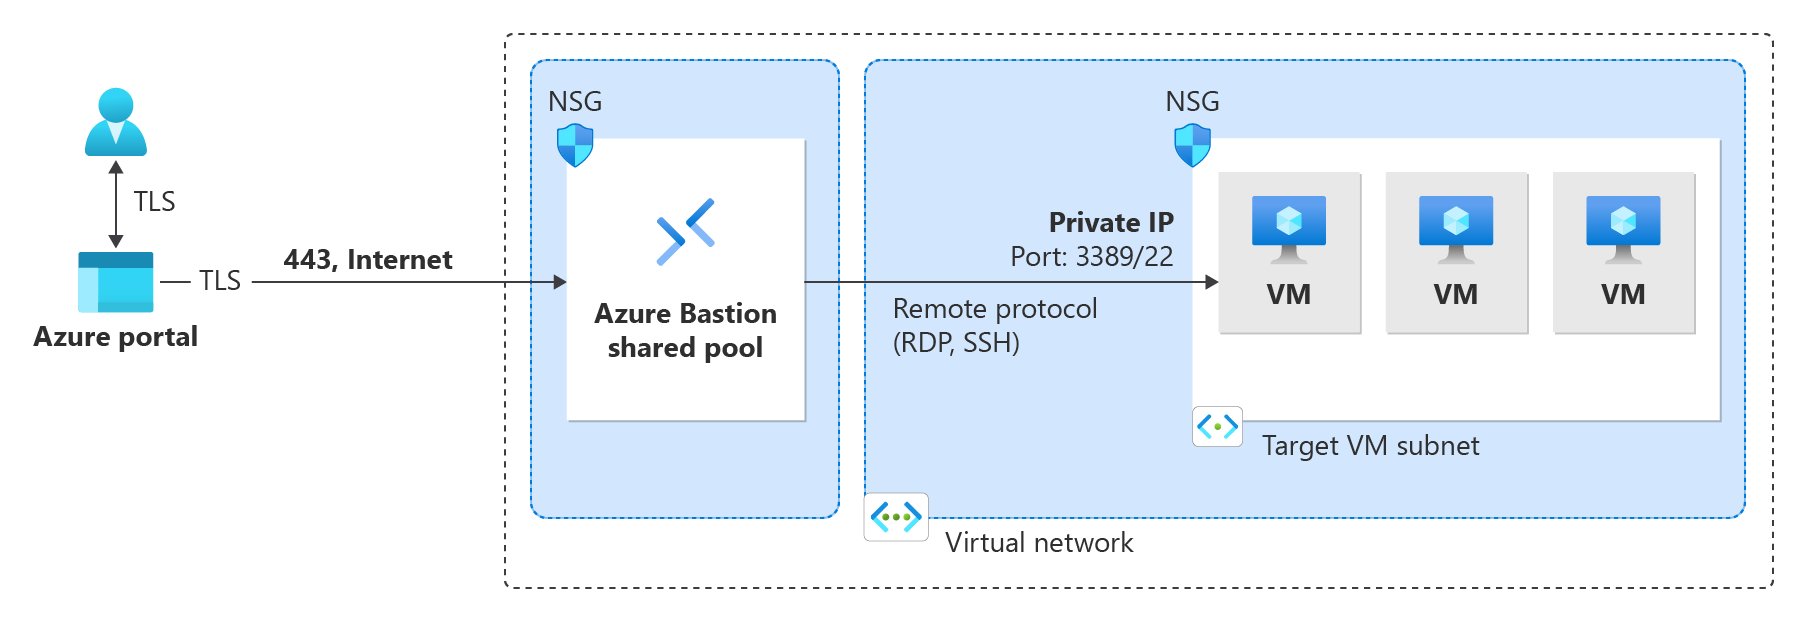 TLS
Azure portal
TLS
443, Internet
NSG
Azure Bastion
shared pool
NSG
Private IP
Port: 3389/22
Remote protocol
(RDP, SSH)
VM
VM
VM
Target VM subnet
Virtual network